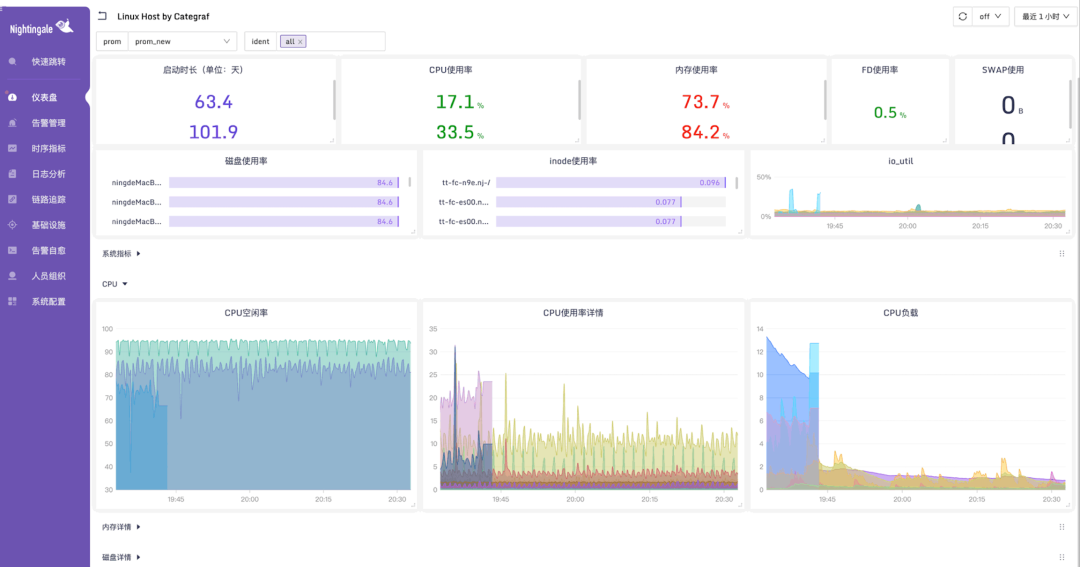 Nightingale
快速跳转
仪表盘
告警管理
时序指标
日志分析
链路追踪
基础设施
告警自愈
人员组织
系统配置
Linux Host by Categraf
off
最近 1 小时
prom prom_new
ident all ×
启动时长（单位：天）
63.4
101.9
CPU使用率
17.1 %
33.5 %
内存使用率
73.7 %
84.2 %
FD使用率
0.5 %
SWAP使用
0 B
0
磁盘使用率
ningdeMacB... 84.6
ningdeMacB... 84.6
ningdeMacB... 84.6
inode使用率
tt-fc-n9e.nj-/ 0.096
tt-fc-es00.n... 0.077
tt-fc-es00.n... 0.077
io_util
50%
0%
19:45 20:00 20:15 20:30
系统指标
CPU
CPU空闲率
100
90
80
70
60
50
40
30
19:45 20:00 20:15 20:30
CPU使用率详情
35
30
25
20
15
10
5
0
19:45 20:00 20:15 20:30
CPU负载
14
12
10
8
6
4
2
0
19:45 20:00 20:15 20:30
内存详情
磁盘详情